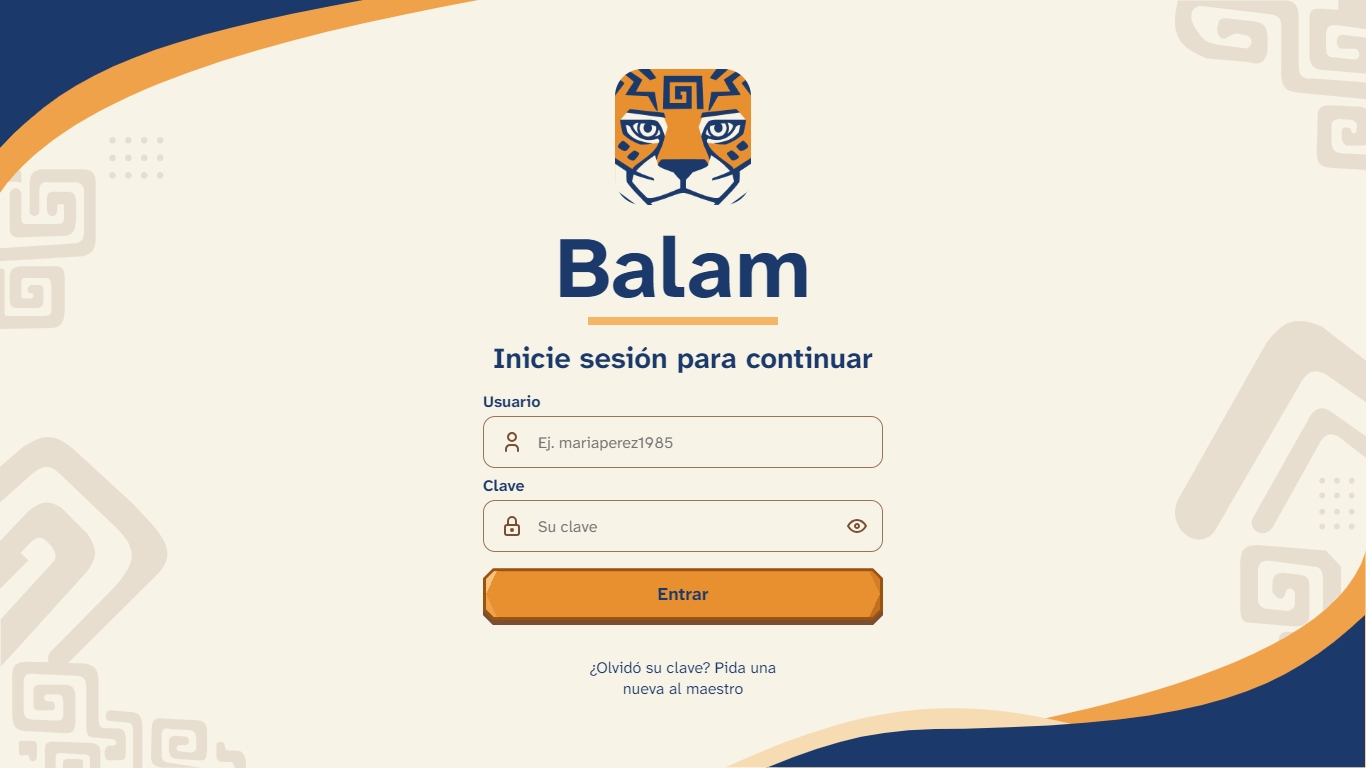 Balam
Inicie sesión para continuar
Usuario
Ej. mariaperez1985
Clave
Su clave
Entrar
¿Olvidó su clave? Pida una
nueva al maestro